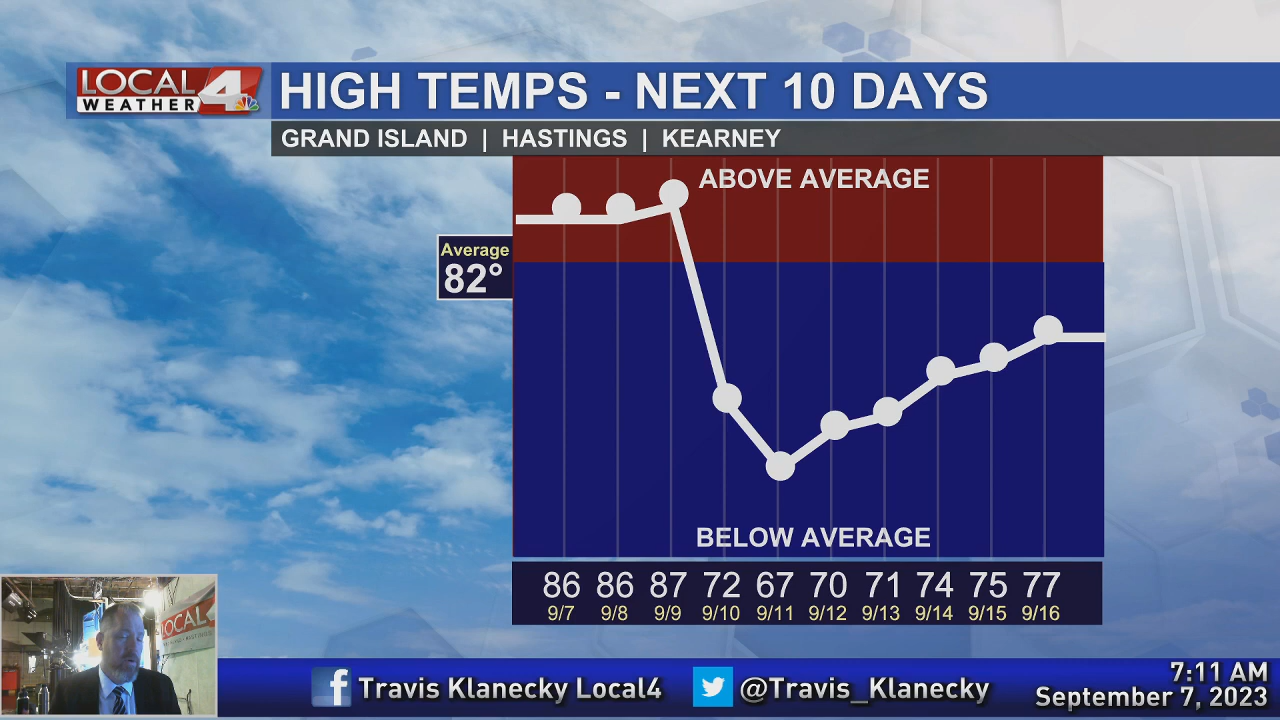 LOCAL 4
WEATHER
HIGH TEMPS - NEXT 10 DAYS
GRAND ISLAND | HASTINGS | KEARNEY
ABOVE AVERAGE
Average
82°
BELOW AVERAGE
86 86 87 72 67 70 71 74 75 77
9/7 9/8 9/9 9/10 9/11 9/12 9/13 9/14 9/15 9/16
LOCAL 4
Travis Klanecky Local4
@Travis_Klanecky
7:11 AM
September 7, 2023